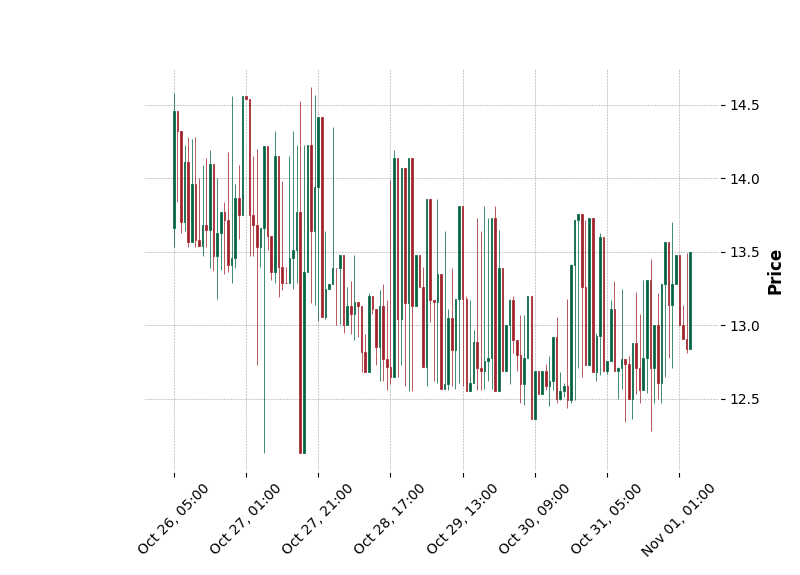 14.5
14.0
13.5
13.0
12.5
Price
Oct 26, 05:00
Oct 27, 01:00
Oct 27, 21:00
Oct 28, 17:00
Oct 29, 13:00
Oct 30, 09:00
Oct 31, 05:00
Nov 01, 01:00